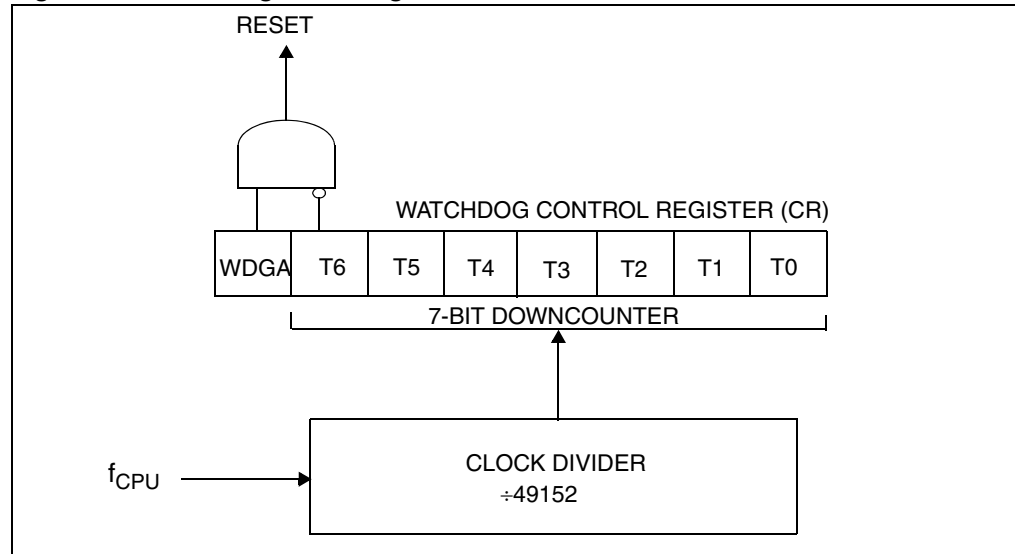 RESET
WATCHDOG CONTROL REGISTER (CR)
WDGA T6 T5 T4 T3 T2 T1 T0
7-BIT DOWNCOUNTER
fCPU
CLOCK DIVIDER
÷49152